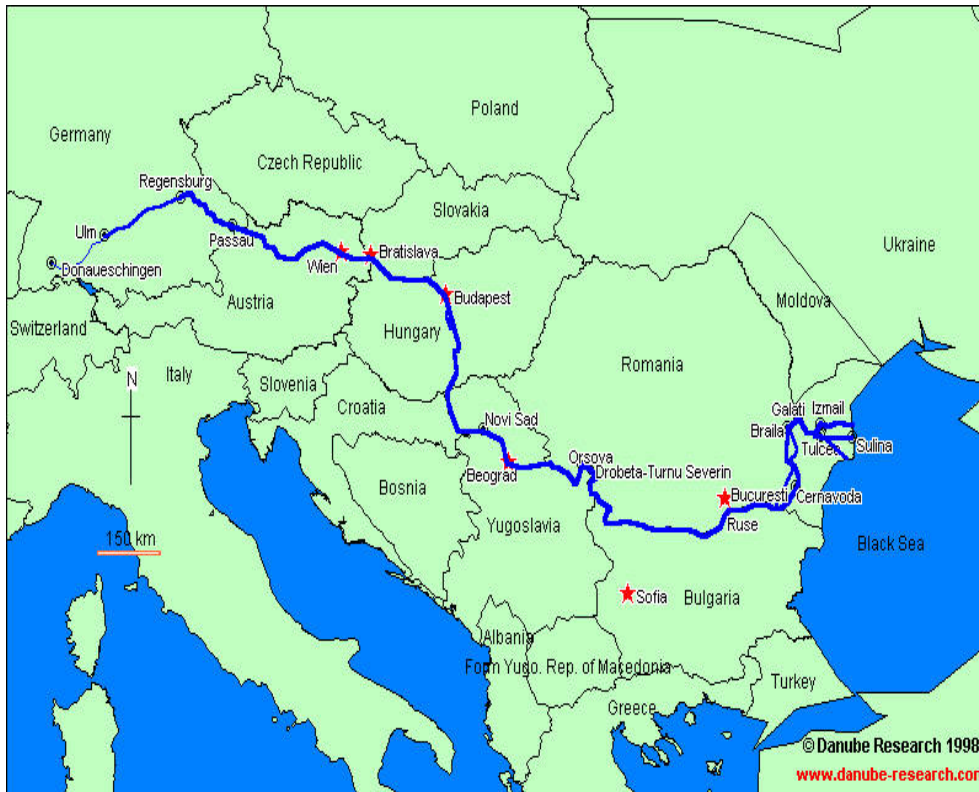 Poland
Germany
Czech Republic
Regensburg
Slovakia
Ulm
Passau
Wien
Bratislava
Ukraine
Donaueschingen
Moldova
Austria
Budapest
Switzerland
Hungary
Italy
Romania
Slovenia
N
Croatia
Novi Sad
Galati
Izmail
Braila
Tulcea
Sulina
Orsova
Beograd
Drobeta-Turnu Severin
Bosnia
Bucuresti
Cernavoda
Yugoslavia
Ruse
150 km
Black Sea
Sofia
Bulgaria
Albania
Form Yugo. Rep. of Macedonia
Turkey
Greece
© Danube Research 1998
www.danube-research.com